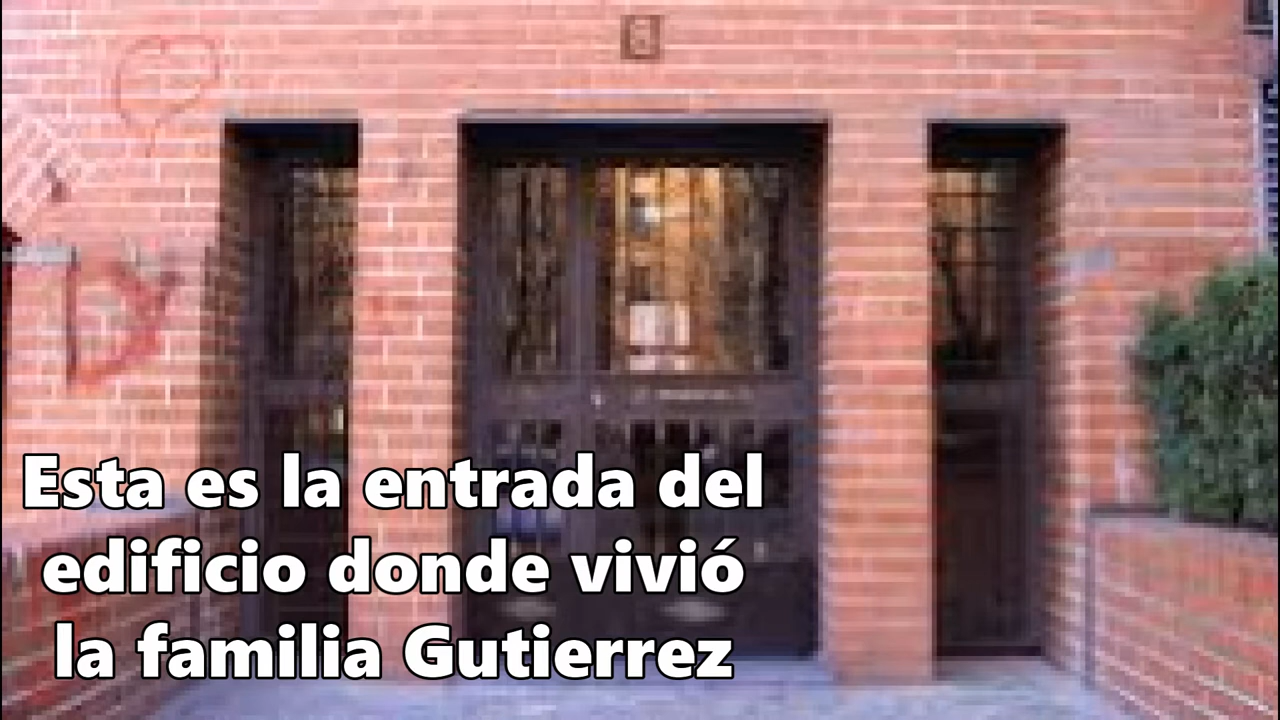 Esta es la entrada del
edificio donde vivió
la familia Gutierrez